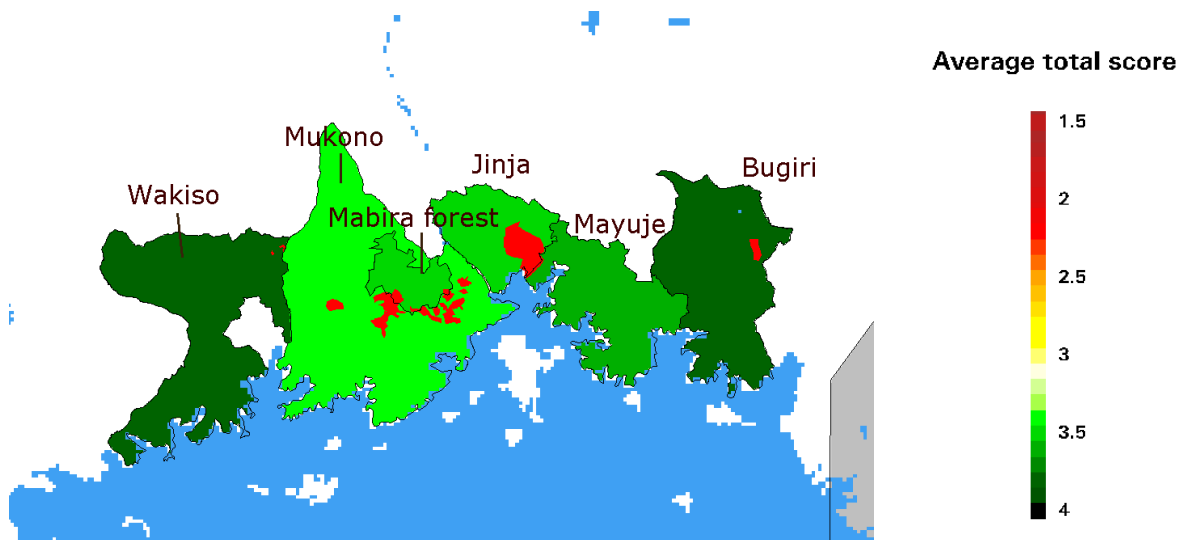 Average total score
Mukono
Jinja
Bugiri
Wakiso
Mabira forest
Mayuje
1.5
2
2.5
3
3.5
4